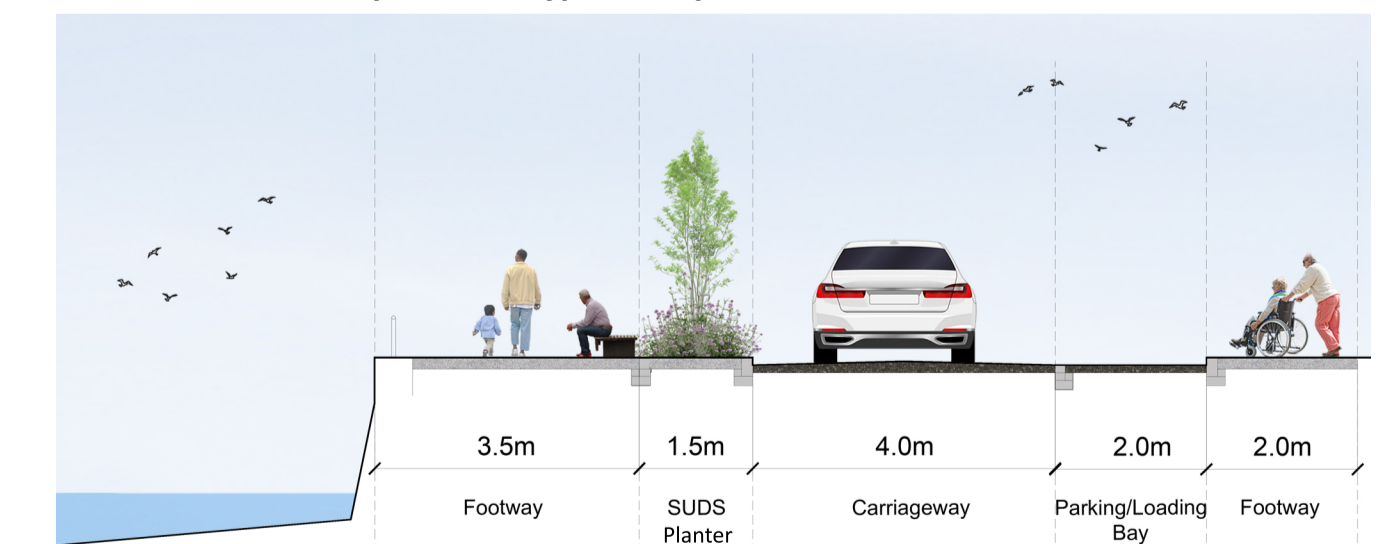 3.5m
1.5m
4.0m
2.0m
2.0m
Footway
SUDS
Planter
Carriageway
Parking/Loading
Bay
Footway